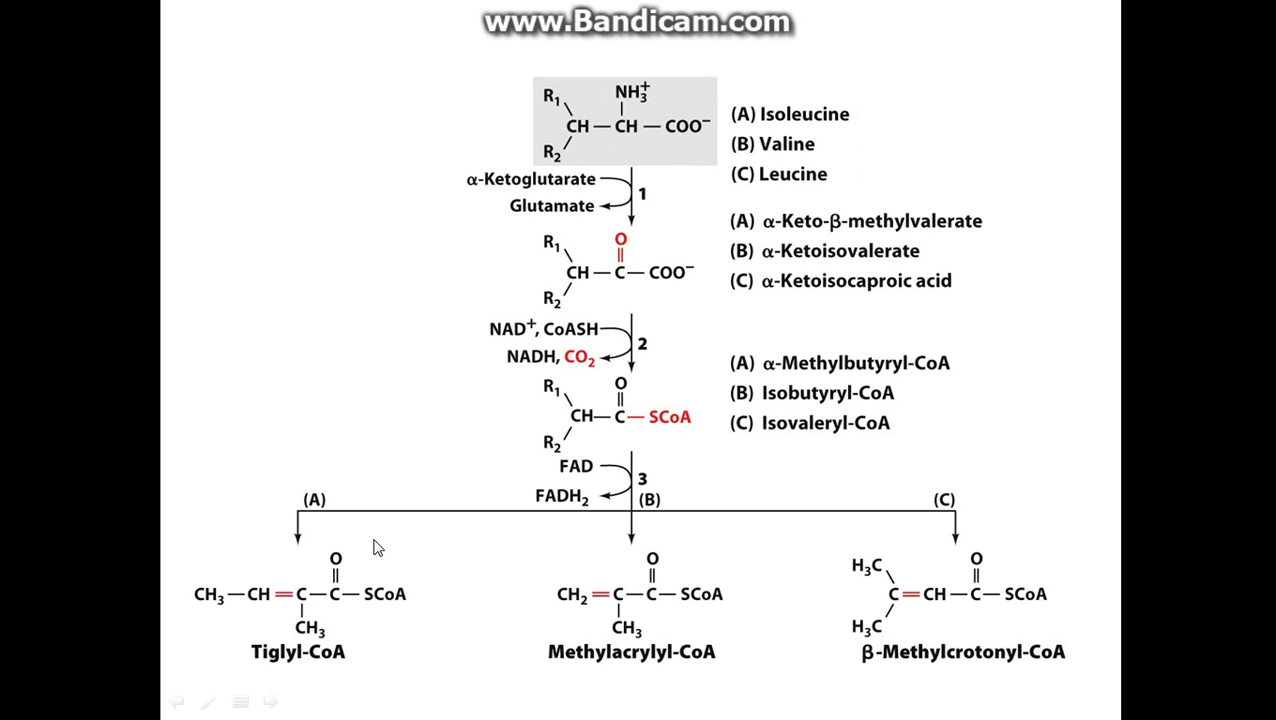 www.Bandicam.com
R1 NH3+
CH — CH — COO−
R2
(A) Isoleucine
(B) Valine
(C) Leucine
α-Ketoglutarate
1
Glutamate
R1 O
CH — C — COO−
R2
(A) α-Keto-β-methylvalerate
(B) α-Ketoisovalerate
(C) α-Ketoisocaproic acid
NAD+, CoASH
2
NADH, CO2
R1 O
CH — C — SCoA
R2
(A) α-Methylbutyryl-CoA
(B) Isobutyryl-CoA
(C) Isovaleryl-CoA
FAD
3
FADH2
(A) (B) (C)
O
CH3 — CH = C — C — SCoA
CH3
Tiglyl-CoA
O
CH2 = C — C — SCoA
CH3
Methylacrylyl-CoA
H3C O
C = CH — C — SCoA
H3C
β-Methylcrotonyl-CoA